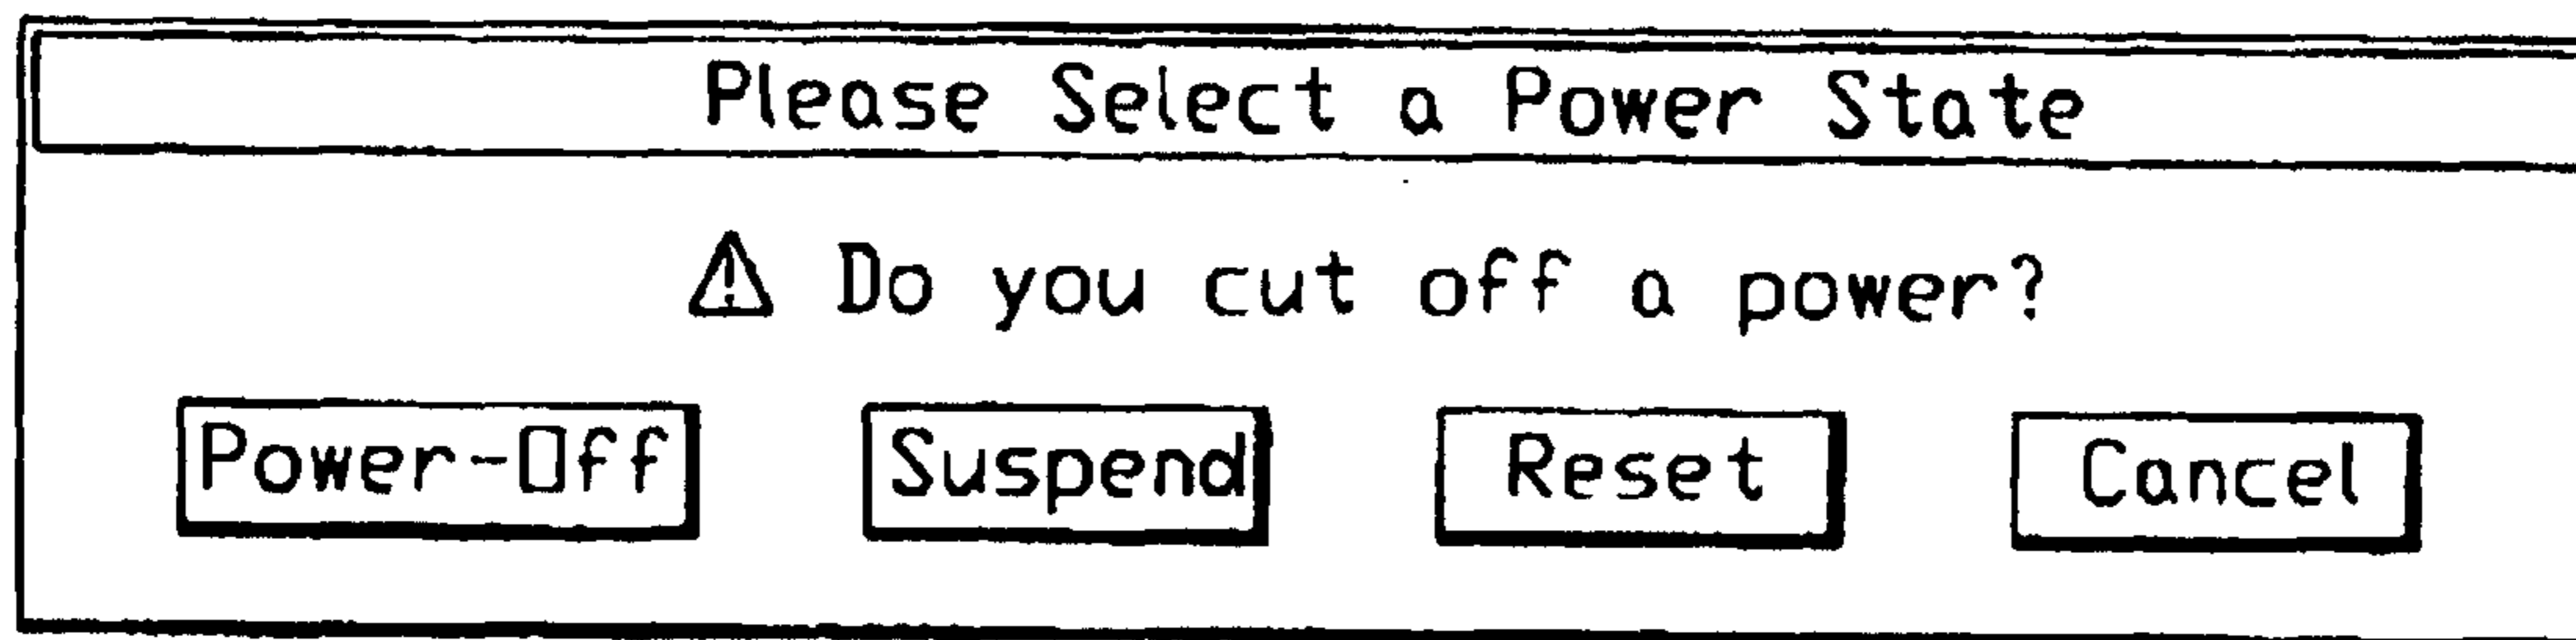 Please Select a Power State
⚠ Do you cut off a power?
Power-Off Suspend Reset Cancel